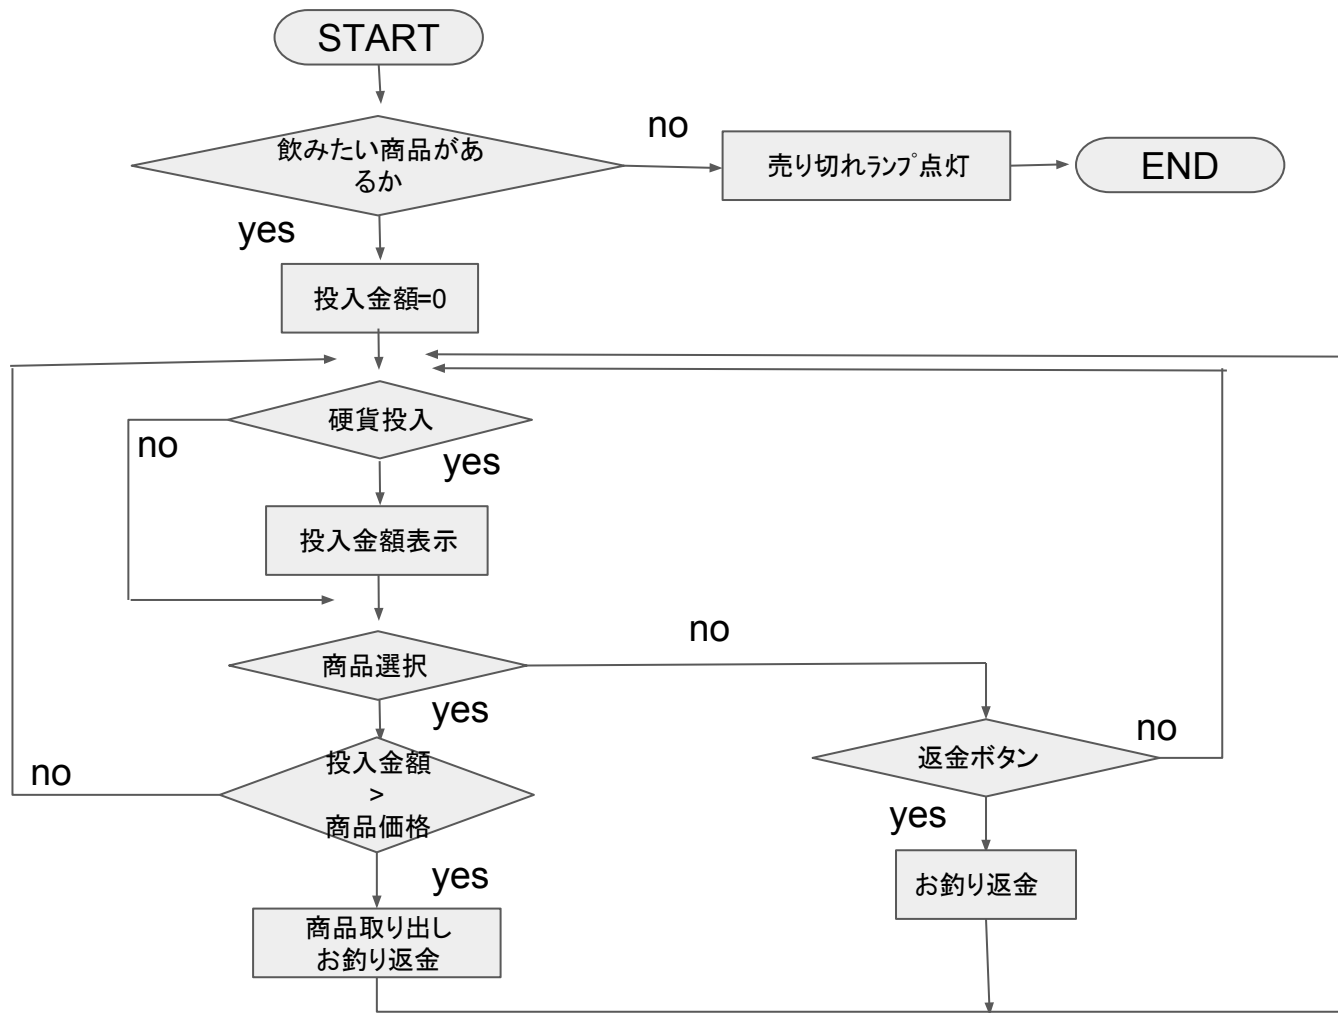 START
飲みたい商品があ
るか
no
売り切れﾗﾝﾌﾟ点灯
END
yes
投入金額=0
硬貨投入
no
yes
投入金額表示
商品選択
no
yes
投入金額
>
商品価格
no
yes
商品取り出し
お釣り返金
返金ボタン
no
yes
お釣り返金